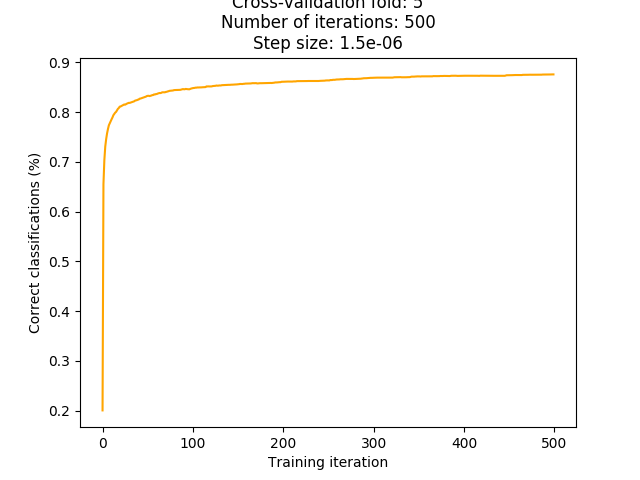 Cross-validation fold: 5
Number of iterations: 500
Step size: 1.5e-06
0.9
0.8
0.7
0.6
0.5
0.4
0.3
0.2
Correct classifications (%)
0 100 200 300 400 500
Training iteration